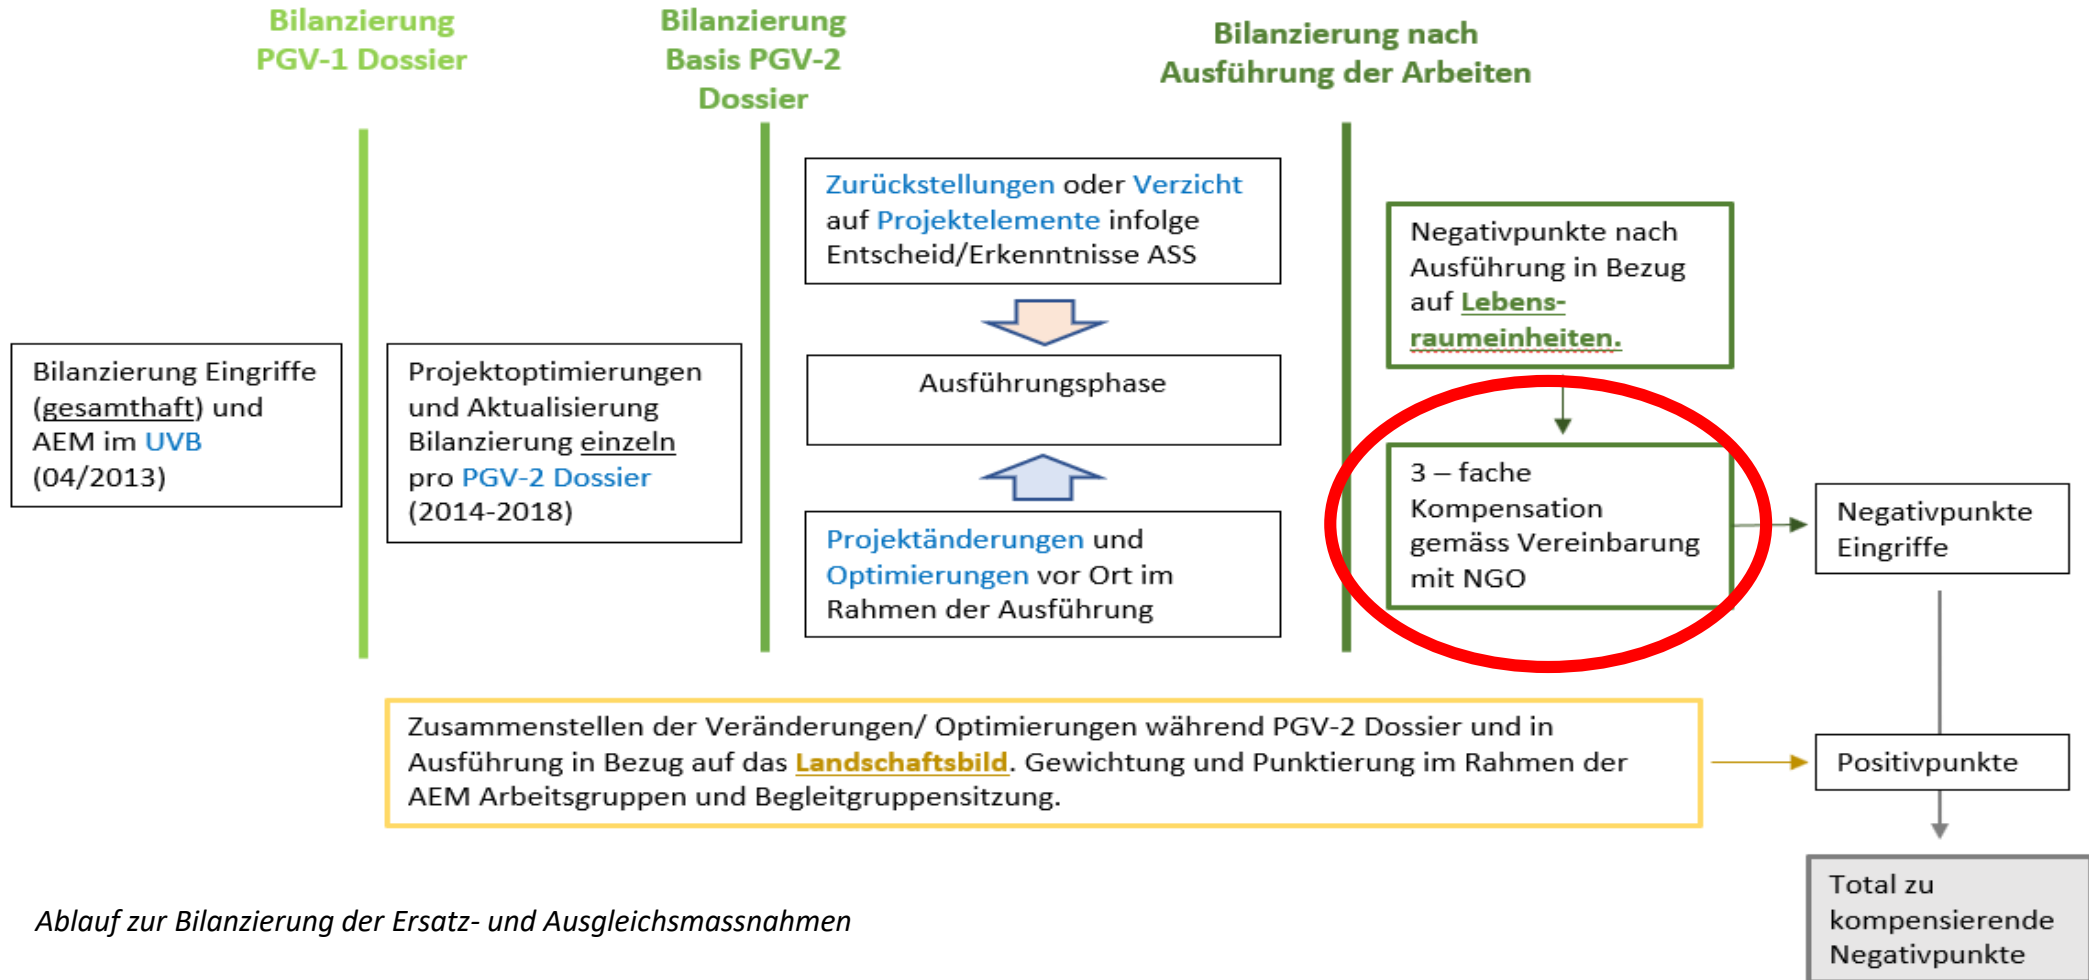 Bilanzierung
PGV-1 Dossier
Bilanzierung
Basis PGV-2
Dossier
Bilanzierung nach
Ausführung der Arbeiten
Bilanzierung Eingriffe
(gesamthaft) und
AEM im UVB
(04/2013)
Projektoptimierungen
und Aktualisierung
Bilanzierung einzeln
pro PGV-2 Dossier
(2014-2018)
Zurückstellungen oder Verzicht
auf Projektelemente infolge
Entscheid/Erkenntnisse ASS
Ausführungsphase
Projektänderungen und
Optimierungen vor Ort im
Rahmen der Ausführung
Negativpunkte nach
Ausführung in Bezug
auf Lebens-
raumeinheiten.
3 – fache
Kompensation
gemäss Vereinbarung
mit NGO
Negativpunkte
Eingriffe
Zusammenstellen der Veränderungen/ Optimierungen während PGV-2 Dossier und in
Ausführung in Bezug auf das Landschaftsbild. Gewichtung und Punktierung im Rahmen der
AEM Arbeitsgruppen und Begleitgruppensitzung.
Positivpunkte
Total zu
kompensierende
Negativpunkte
Ablauf zur Bilanzierung der Ersatz- und Ausgleichsmassnahmen